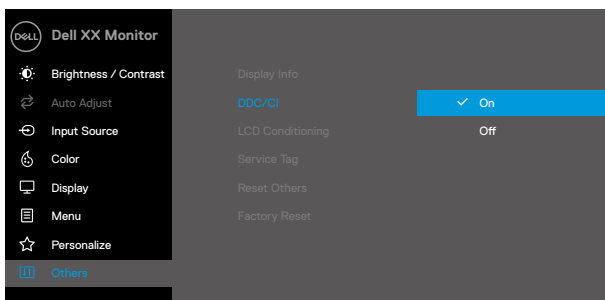 DELL Dell XX Monitor
Brightness / Contrast
Auto Adjust
Input Source
Color
Display
Menu
Personalize
Others
Display Info
DDC/CI
LCD Conditioning
Service Tag
Reset Others
Factory Reset
On
Off